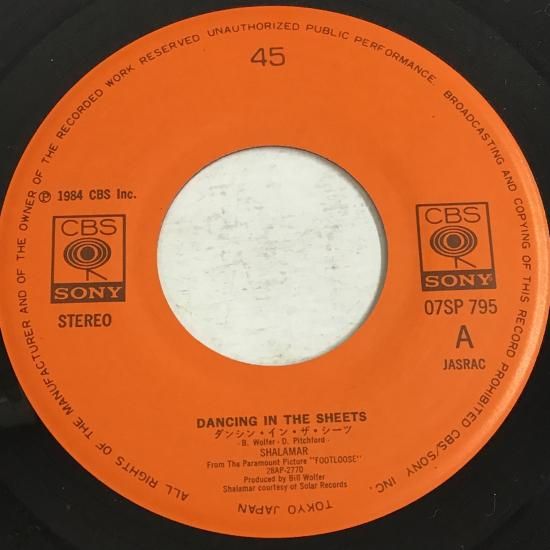 ALL RIGHTS OF THE MANUFACTURER AND OF THE OWNER OF THE RECORDED WORK RESERVED UNAUTHORIZED PUBLIC PERFORMANCE. BROADCASTING AND COPYING OF THIS RECORD PROHIBITED CBS/SONY INC.
TOKYO JAPAN
45
℗ 1984 CBS Inc.
CBS
SONY
STEREO
CBS
SONY
07SP 795
A
JASRAC
DANCING IN THE SHEETS
ダンシン・イン・ザ・シーツ
- B. Wolfer - D. Pitchford -
SHALAMAR
From The Paramount Picture "FOOTLOOSE"
28AP-2770
Produced by Bill Wolfer
Shalamar courtesy of Solar Records